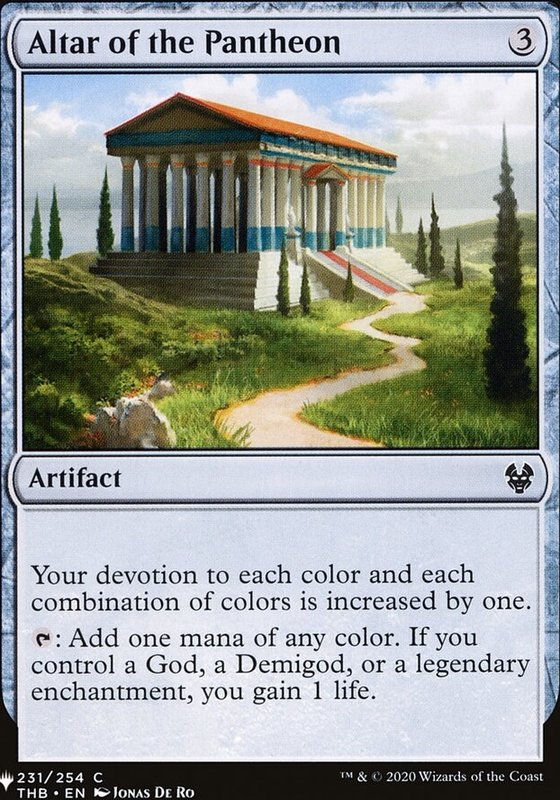 Altar of the Pantheon 3
Artifact
Your devotion to each color and each
combination of colors is increased by one.
: Add one mana of any color. If you
control a God, a Demigod, or a legendary
enchantment, you gain 1 life.
231/254 C
THB • EN Jonas De Ro
™ & © 2020 Wizards of the Coast